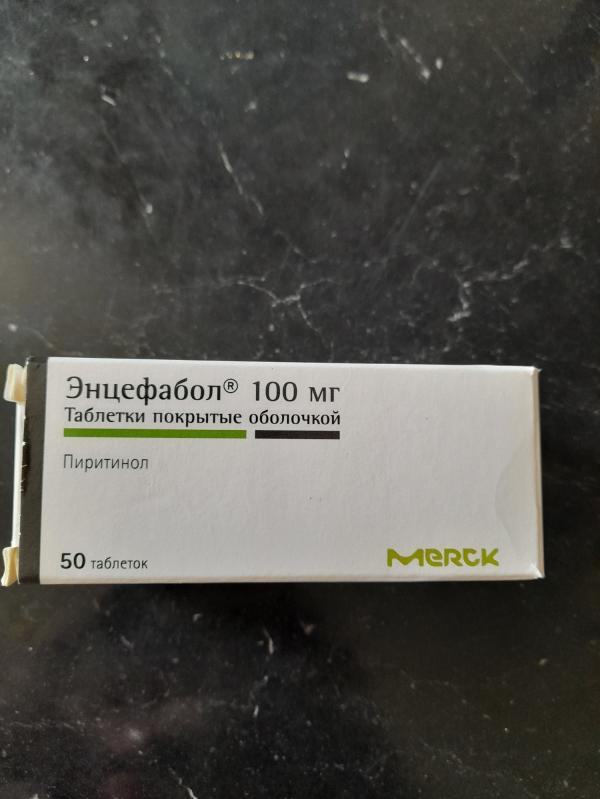 Энцефабол® 100 мг
Таблетки покрытые оболочкой
Пиритинол
50 таблеток
MERCK